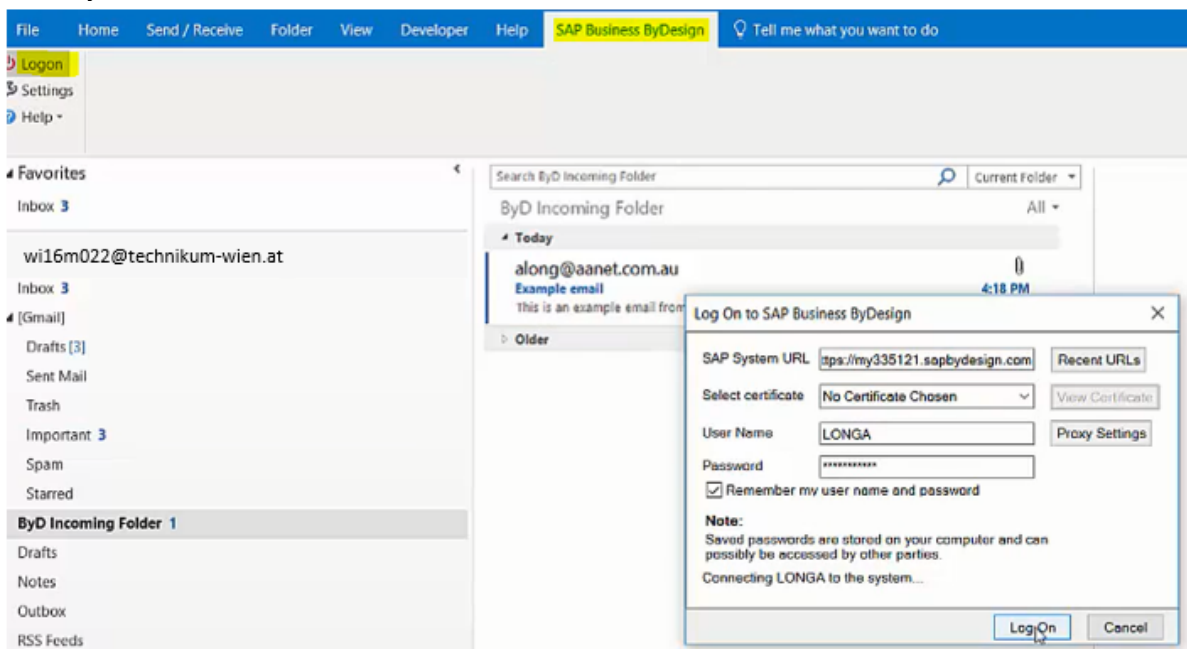 File Home Send / Receive Folder View Developer Help SAP Business ByDesign Tell me what you want to do
Logon
Settings
Help
Favorites
Inbox 3
wi16m022@technikum-wien.at
Inbox 3
[Gmail]
Drafts [3]
Sent Mail
Trash
Important 3
Spam
Starred
ByD Incoming Folder 1
Drafts
Notes
Outbox
RSS Feeds
Search ByD Incoming Folder Current Folder
ByD Incoming Folder All
Today
along@aanet.com.au
Example email 4:18 PM
This is an example email from
Older
Log On to SAP Business ByDesign
SAP System URL ttps://my335121.sapbydesign.com Recent URLs
Select certificate No Certificate Chosen View Certificate
User Name LONGA Proxy Settings
Password ***********
Remember my user name and password
Note:
Saved passwords are stored on your computer and can
possibly be accessed by other parties.
Connecting LONGA to the system...
Log On Cancel